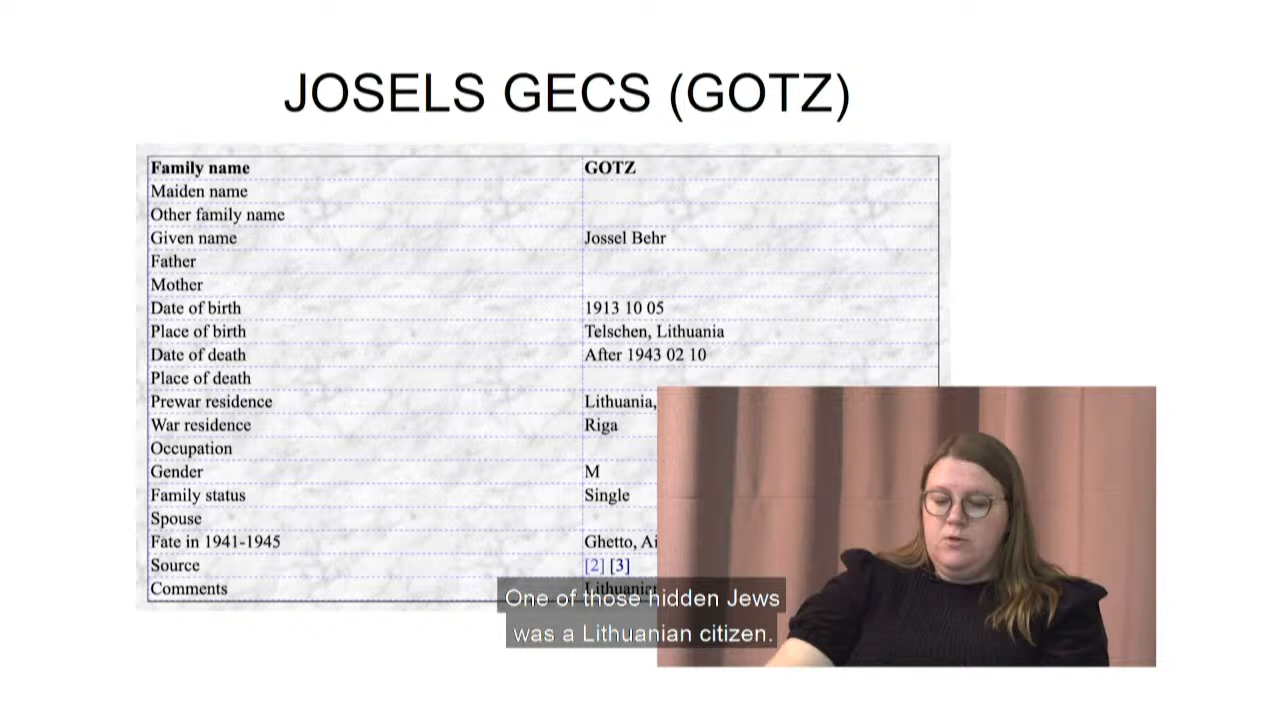 JOSELS GECS (GOTZ)
Family name GOTZ
Maiden name
Other family name
Given name Jossel Behr
Father
Mother
Date of birth 1913 10 05
Place of birth Telschen, Lithuania
Date of death After 1943 02 10
Place of death
Prewar residence Lithuania,
War residence Riga
Occupation
Gender M
Family status Single
Spouse
Fate in 1941-1945 Ghetto,
Source [2] [3]
Comments
One of those hidden Jews
was a Lithuanian citizen.